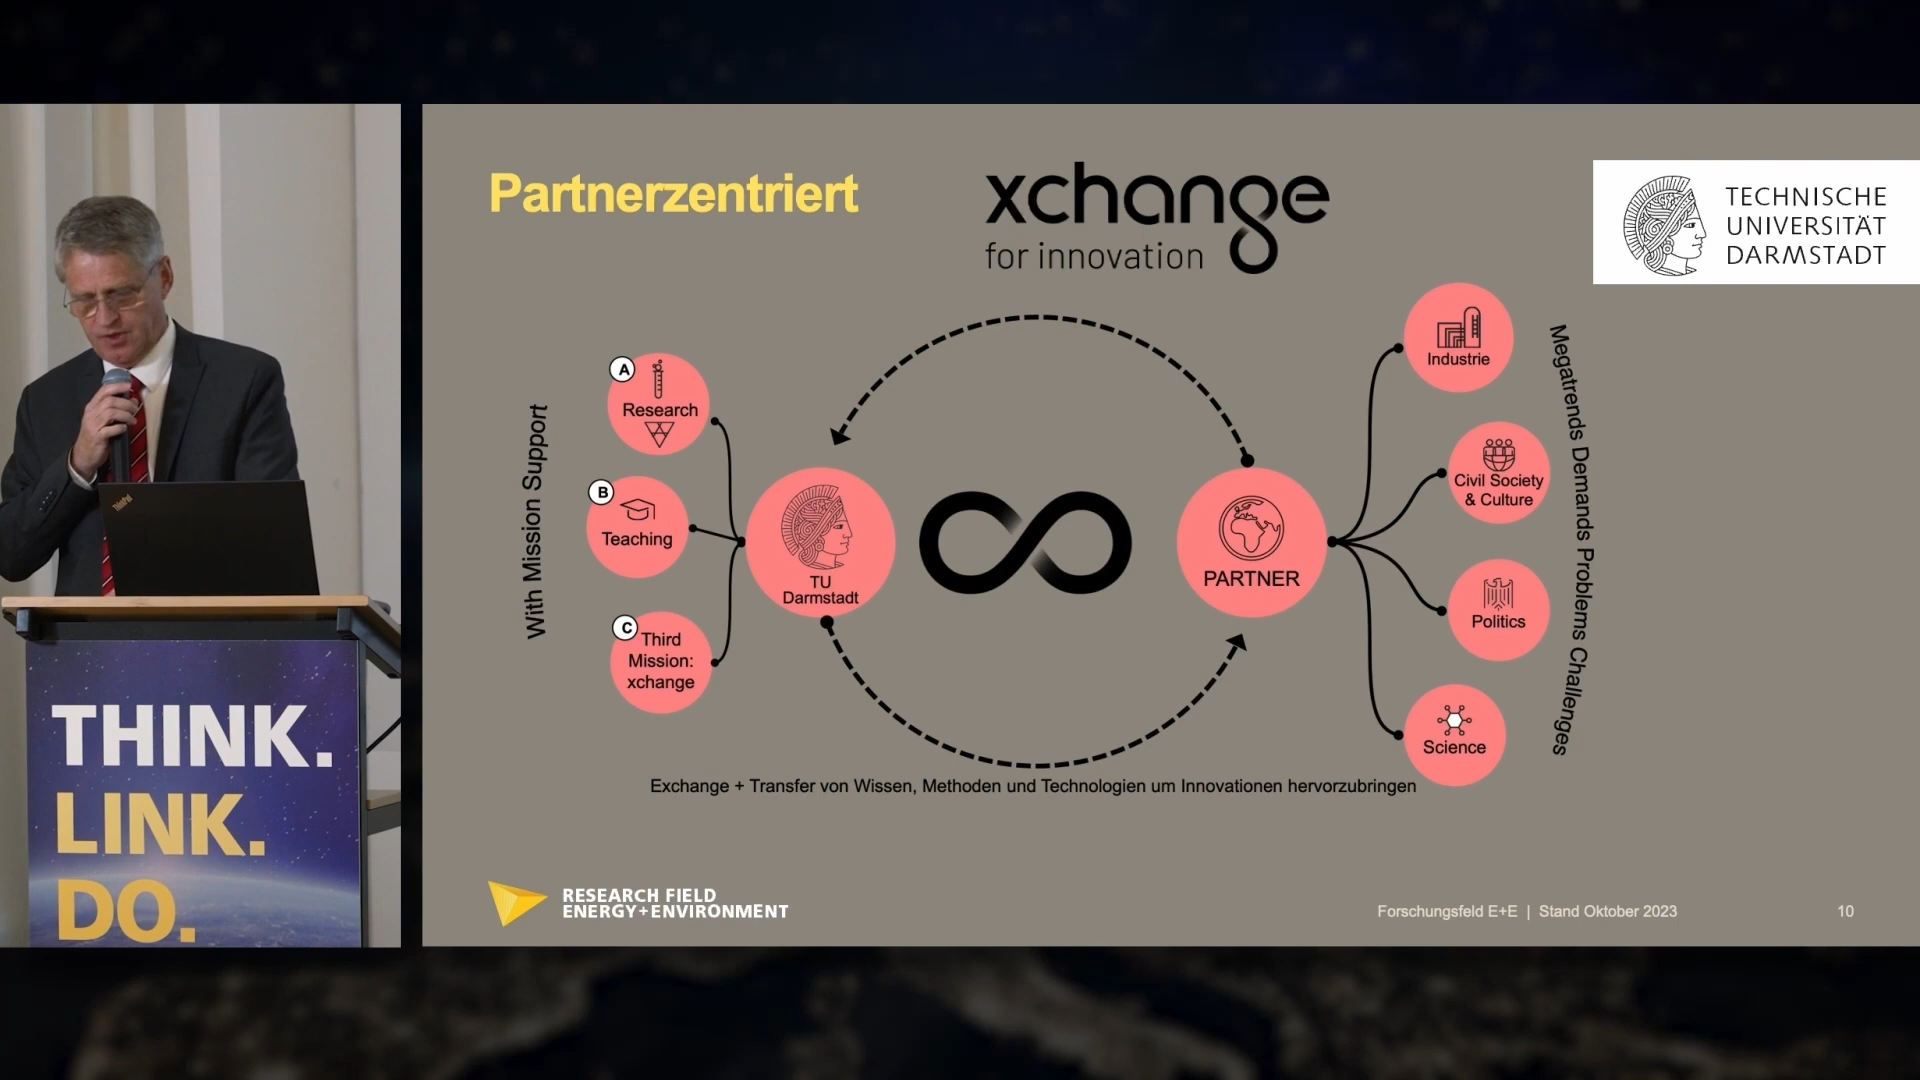 Partnerzentriert
xchange
for innovation
TECHNISCHE
UNIVERSITÄT
DARMSTADT
With Mission Support
A
Research
B
Teaching
C
Third
Mission:
xchange
TU
Darmstadt
PARTNER
Industrie
Civil Society
& Culture
Politics
Science
Megatrends Demands Problems Challenges
Exchange + Transfer von Wissen, Methoden und Technologien um Innovationen hervorzubringen
RESEARCH FIELD
ENERGY+ENVIRONMENT
Forschungsfeld E+E | Stand Oktober 2023
10
ThinkPad
THINK.
LINK.
DO.